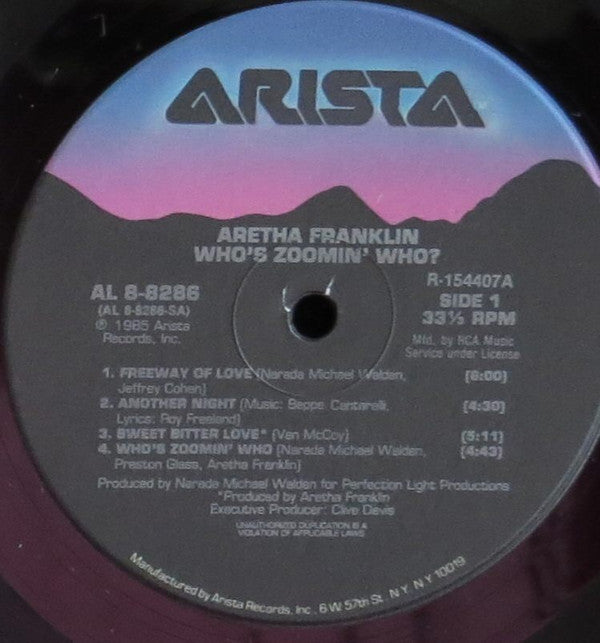 ARISTA
ARETHA FRANKLIN
WHO'S ZOOMIN' WHO?
AL 8-8286
(AL 8-8286-SA)
℗ 1985 Arista
Records, Inc.
R-154407A
SIDE 1
33⅓ RPM
Mfd. by RCA Music
Service under License
1. FREEWAY OF LOVE (Narada Michael Walden,
Jeffrey Cohen) (6:00)
2. ANOTHER NIGHT (Music: Beppe Cantarelli,
Lyrics: Roy Freeland) (4:30)
3. SWEET BITTER LOVE* (Van McCoy) (5:11)
4. WHO'S ZOOMIN' WHO (Narada Michael Walden, (4:43)
Preston Glass, Aretha Franklin)
Produced by Narada Michael Walden for Perfection Light Productions
*Produced by Aretha Franklin
Executive Producer: Clive Davis
UNAUTHORIZED DUPLICATION IS A
VIOLATION OF APPLICABLE LAWS
Manufactured by Arista Records, Inc., 6 W 57th St. N.Y. N.Y. 10019